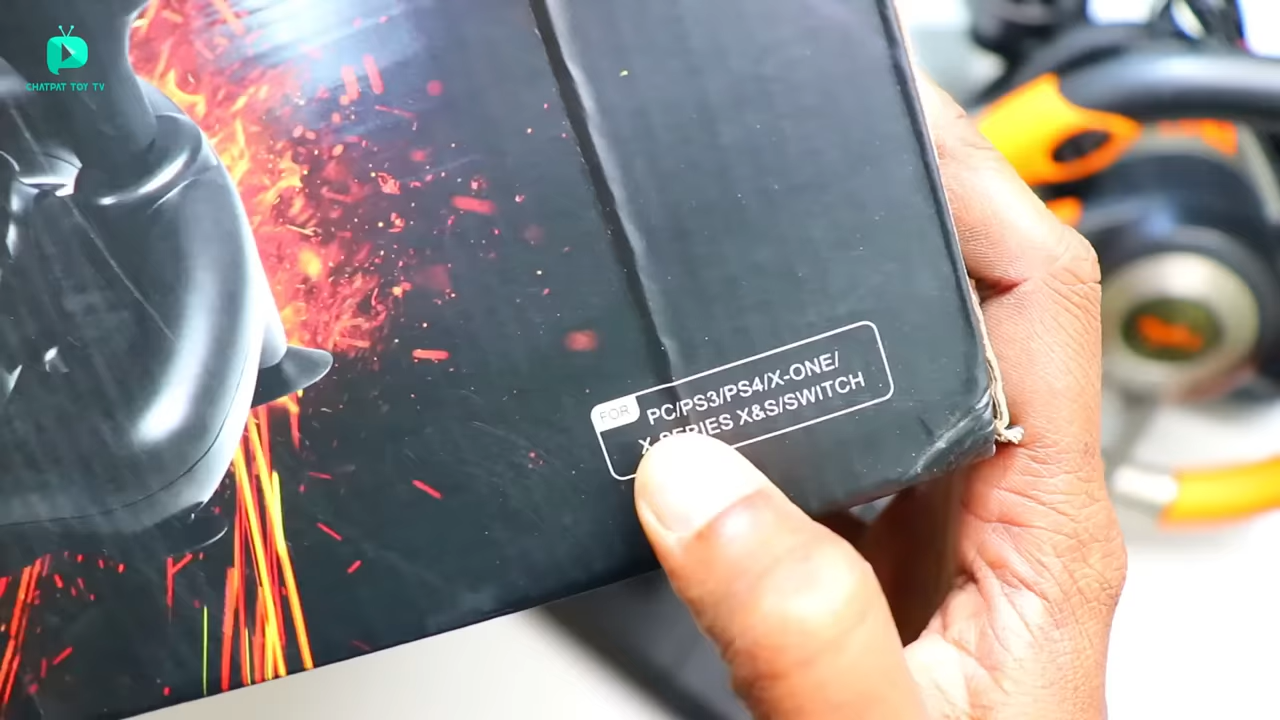 CHATPAT TOY TV
FOR
PC/PS3/PS4/X-ONE/
X SERIES X&S/SWITCH